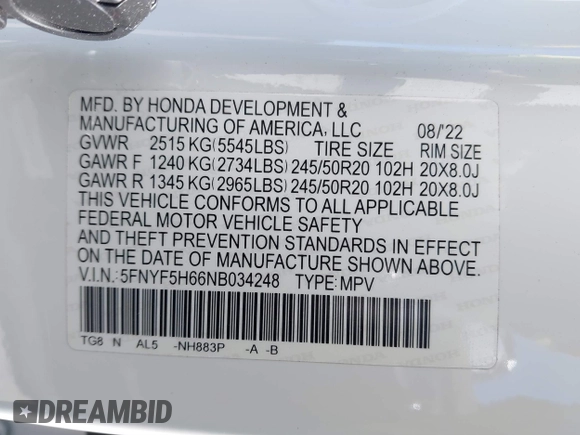 MFD. BY HONDA DEVELOPMENT &
MANUFACTURING OF AMERICA, LLC 08/'22
GVWR 2515 KG(5545LBS) TIRE SIZE RIM SIZE
GAWR F 1240 KG(2734LBS) 245/50R20 102H 20X8.0J
GAWR R 1345 KG(2965LBS) 245/50R20 102H 20X8.0J
THIS VEHICLE CONFORMS TO ALL APPLICABLE
FEDERAL MOTOR VEHICLE SAFETY
AND THEFT PREVENTION STANDARDS IN EFFECT
ON THE DATE OF MANUFACTURE SHOWN ABOVE.
V.I.N.:5FNYF5H66NB034248 TYPE:MPV
TG8 N AL5 -NH883P -A -B
DREAMBID